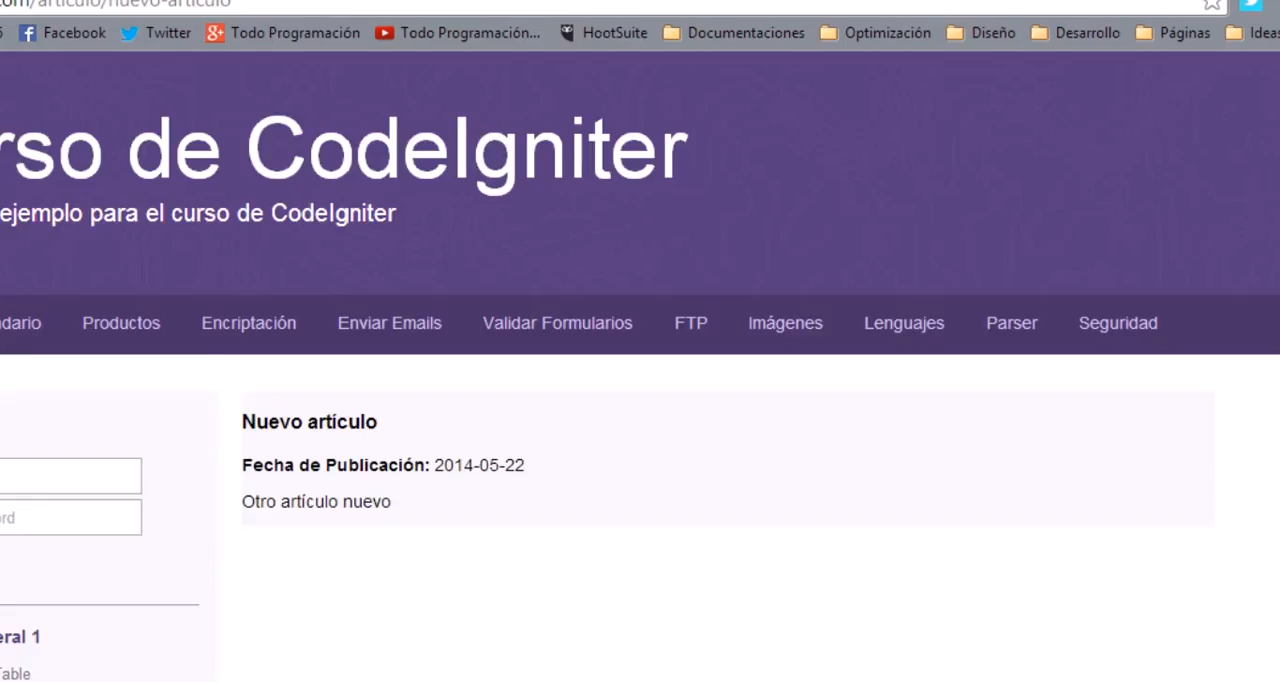 Facebook Twitter Todo Programación Todo Programación... HootSuite Documentaciones Optimización Diseño Desarrollo Páginas
de CodeIgniter
ejemplo para el curso de CodeIgniter
Productos Encriptación Enviar Emails Validar Formularios FTP Imágenes Lenguajes Parser Seguridad
Nuevo artículo
Fecha de Publicación: 2014-05-22
Otro artículo nuevo
1